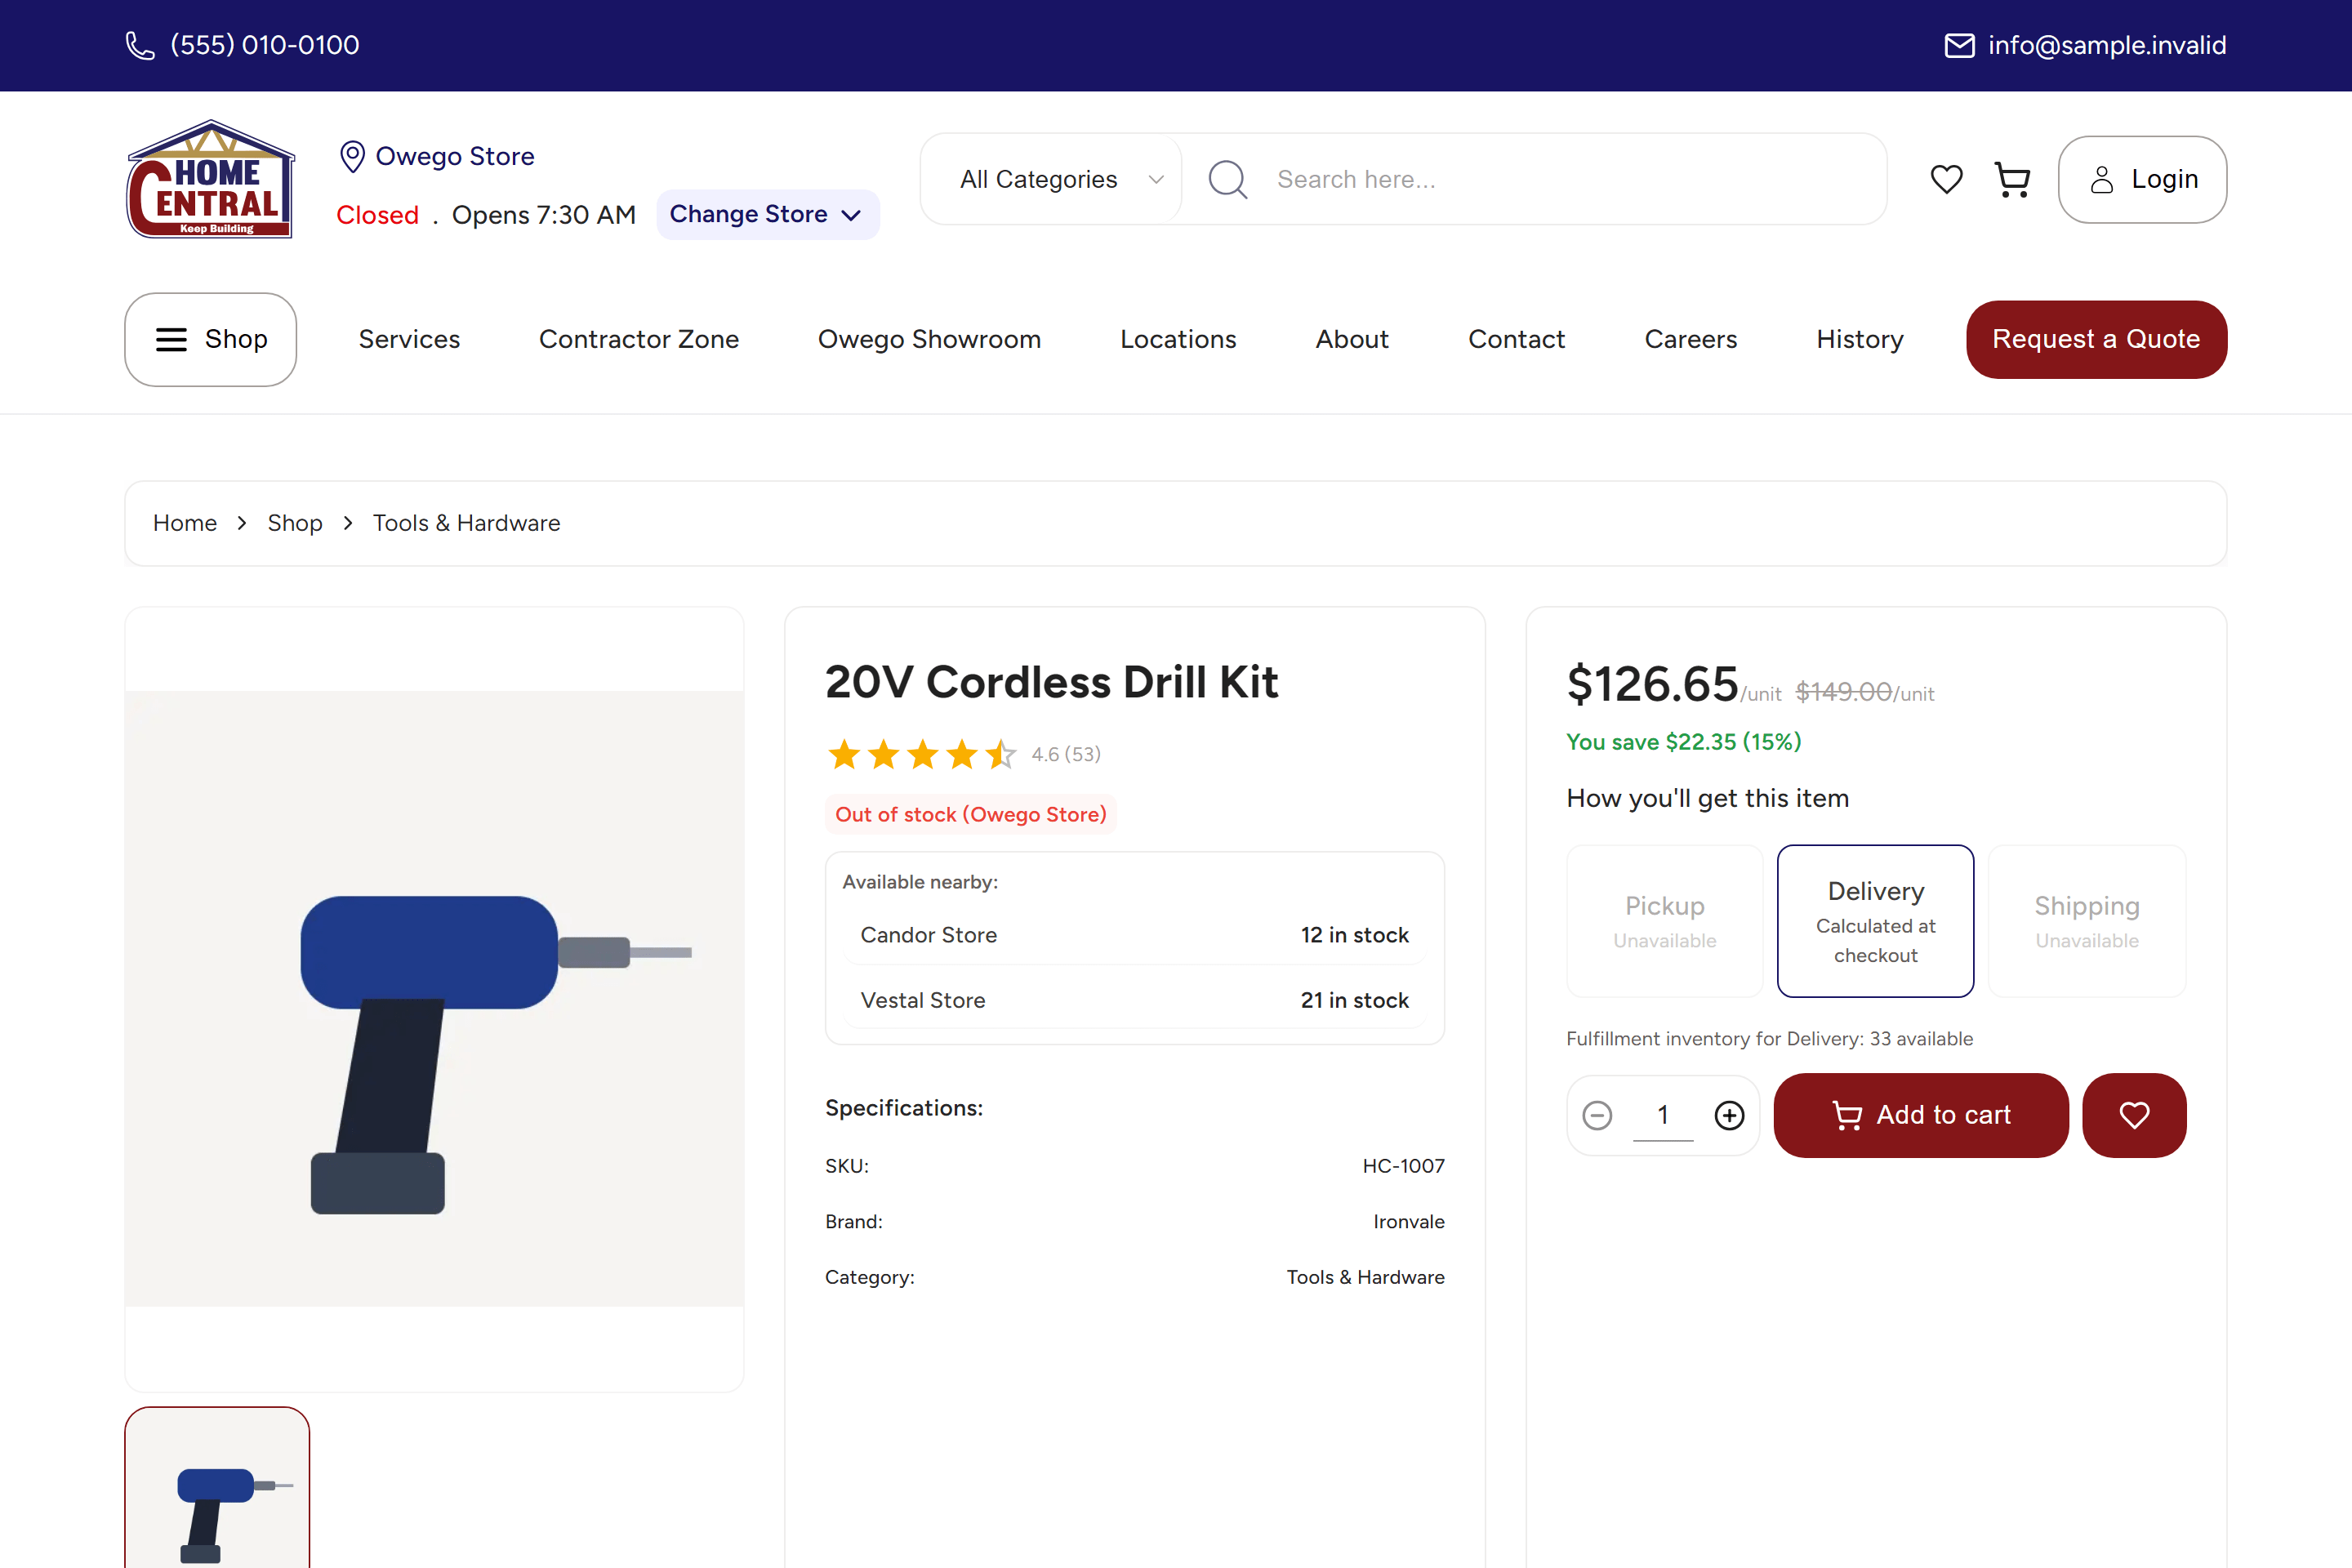 (555) 010-0100
info@sample.invalid
HOME
CENTRAL
Keep Building
Owego Store
Closed . Opens 7:30 AM
Change Store
All Categories
Search here...
Login
Shop
Services
Contractor Zone
Owego Showroom
Locations
About
Contact
Careers
History
Request a Quote
Home > Shop > Tools & Hardware
20V Cordless Drill Kit
4.6 (53)
Out of stock (Owego Store)
Available nearby:
Candor Store 12 in stock
Vestal Store 21 in stock
Specifications:
SKU: HC-1007
Brand: Ironvale
Category: Tools & Hardware
$126.65/unit $149.00/unit
You save $22.35 (15%)
How you'll get this item
Pickup
Unavailable
Delivery
Calculated at
checkout
Shipping
Unavailable
Fulfillment inventory for Delivery: 33 available
1
Add to cart